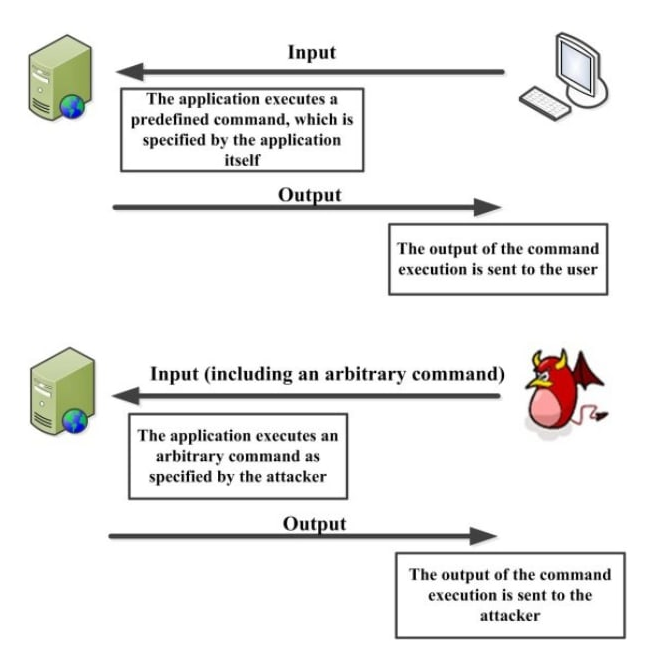 Input
The application executes a
predefined command, which is
specified by the application
itself
Output
The output of the command
execution is sent to the user
Input (including an arbitrary command)
The application executes an
arbitrary command as
specified by the attacker
Output
The output of the command
execution is sent to the
attacker